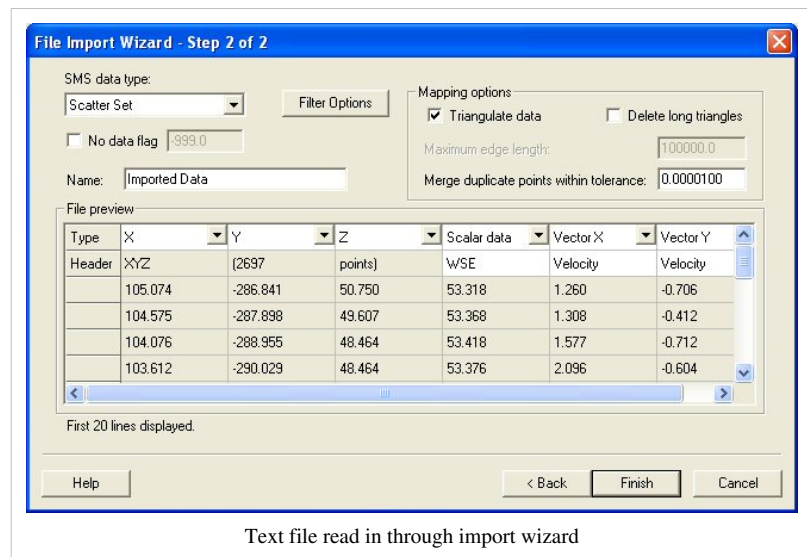 File Import Wizard - Step 2 of 2
SMS data type:
Scatter Set
Filter Options
No data flag -999.0
Name: Imported Data
Mapping options
Triangulate data Delete long triangles
Maximum edge length: 100000.0
Merge duplicate points within tolerance: 0.0000100
File preview
Type X Y Z Scalar data Vector X Vector Y
Header XYZ (2697 points) WSE Velocity Velocity
105.074 -286.841 50.750 53.318 1.260 -0.706
104.575 -287.898 49.607 53.368 1.308 -0.412
104.076 -288.955 48.464 53.418 1.577 -0.712
103.612 -290.029 48.464 53.376 2.096 -0.604
First 20 lines displayed.
Help < Back Finish Cancel
Text file read in through import wizard